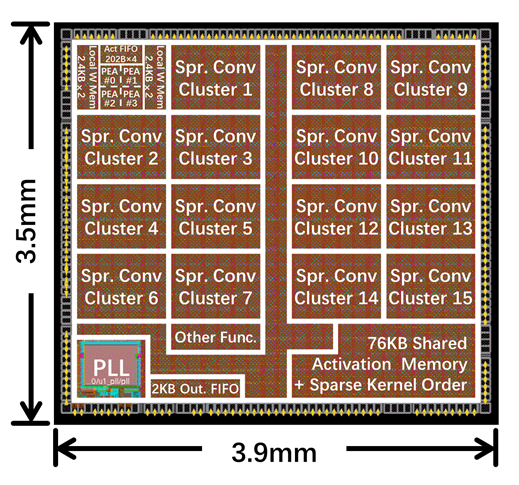 Local W Mem
2.4KB×2
Act FIFO
202B×4
PEA PEA
#0 #1
PEA PEA
#2 #3
Local W Mem
2.4KB×2
Spr. Conv
Cluster 1
Spr. Conv
Cluster 8
Spr. Conv
Cluster 9
Spr. Conv
Cluster 2
Spr. Conv
Cluster 3
Spr. Conv
Cluster 10
Spr. Conv
Cluster 11
Spr. Conv
Cluster 4
Spr. Conv
Cluster 5
Spr. Conv
Cluster 12
Spr. Conv
Cluster 13
Spr. Conv
Cluster 6
Spr. Conv
Cluster 7
Spr. Conv
Cluster 14
Spr. Conv
Cluster 15
Other Func.
76KB Shared
Activation Memory
+ Sparse Kernel Order
PLL
0/u1_pll/pll
2KB Out. FIFO
3.5mm
3.9mm